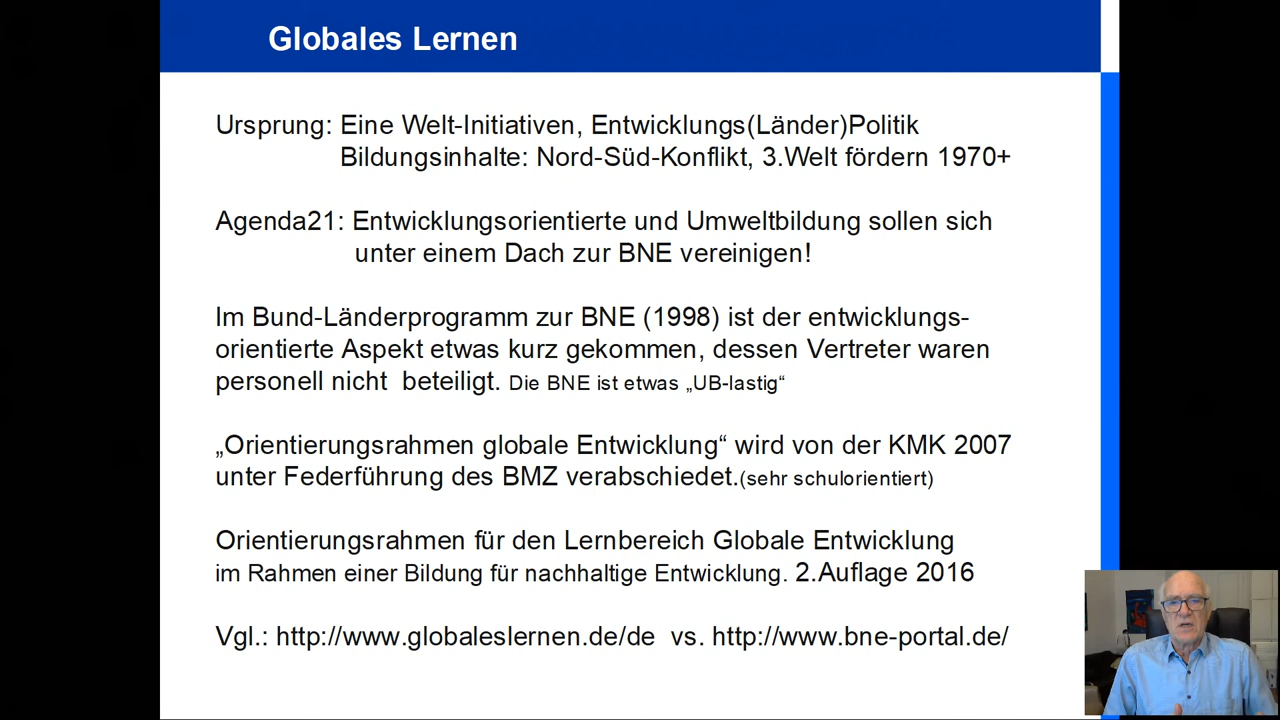 Globales Lernen
Ursprung: Eine Welt-Initiativen, Entwicklungs(Länder)Politik
Bildungsinhalte: Nord-Süd-Konflikt, 3.Welt fördern 1970+
Agenda21: Entwicklungsorientierte und Umweltbildung sollen sich
unter einem Dach zur BNE vereinigen!
Im Bund-Länderprogramm zur BNE (1998) ist der entwicklungs-
orientierte Aspekt etwas kurz gekommen, dessen Vertreter waren
personell nicht  beteiligt. Die BNE ist etwas „UB-lastig“
„Orientierungsrahmen globale Entwicklung“ wird von der KMK 2007
unter Federführung des BMZ verabschiedet.(sehr schulorientiert)
Orientierungsrahmen für den Lernbereich Globale Entwicklung
im Rahmen einer Bildung für nachhaltige Entwicklung. 2.Auflage 2016
Vgl.: http://www.globaleslernen.de/de  vs. http://www.bne-portal.de/